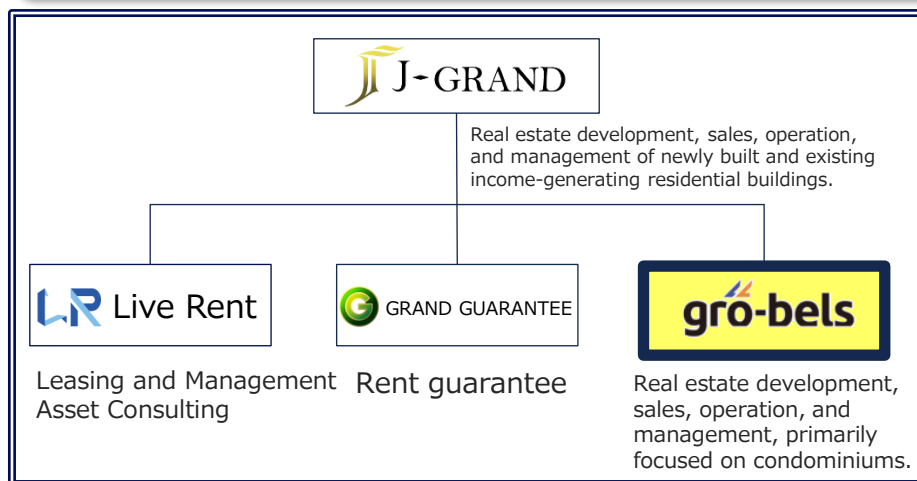 J-GRAND
Real estate development, sales, operation,
and management of newly built and existing
income-generating residential buildings.
LR Live Rent
G GRAND GUARANTEE
gro-bels
Leasing and Management
Asset Consulting
Rent guarantee
Real estate development,
sales, operation, and
management, primarily
focused on condominiums.